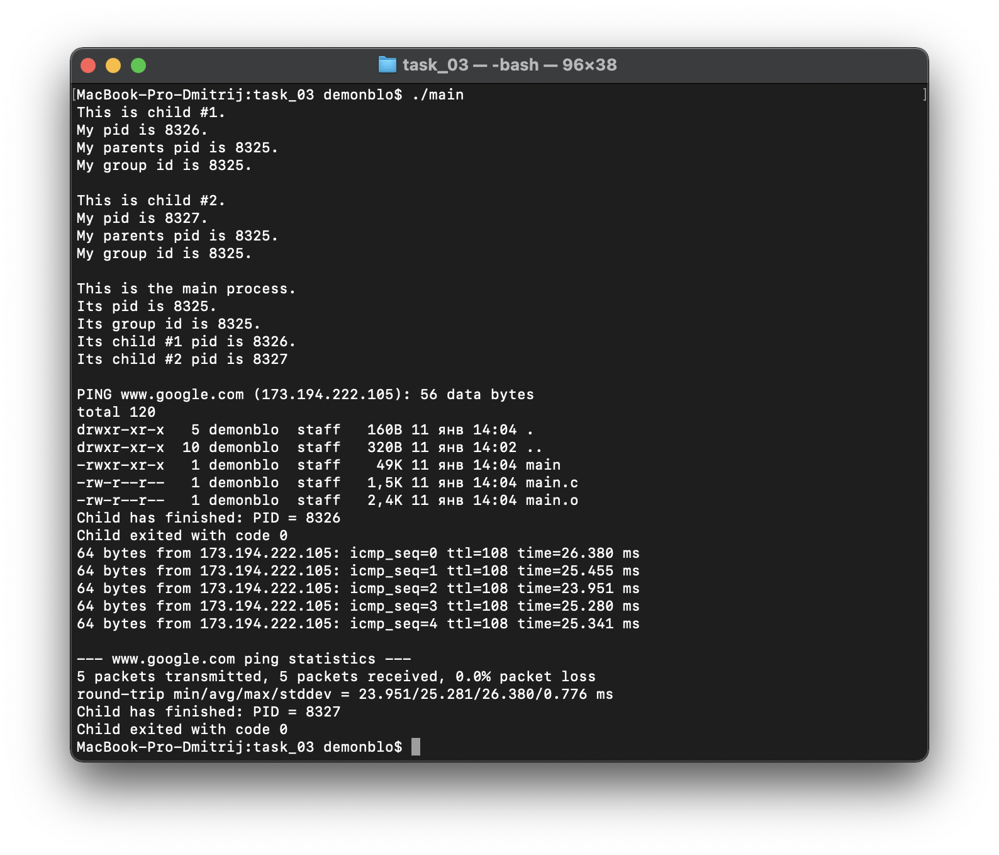 task_03 — -bash — 96×38
[MacBook-Pro-Dmitrij:task_03 demonblo$ ./main ]
This is child #1.
My pid is 8326.
My parents pid is 8325.
My group id is 8325.

This is child #2.
My pid is 8327.
My parents pid is 8325.
My group id is 8325.

This is the main process.
Its pid is 8325.
Its group id is 8325.
Its child #1 pid is 8326.
Its child #2 pid is 8327

PING www.google.com (173.194.222.105): 56 data bytes
total 120
drwxr-xr-x   5 demonblo  staff   160B 11 янв 14:04 .
drwxr-xr-x  10 demonblo  staff   320B 11 янв 14:02 ..
-rwxr-xr-x   1 demonblo  staff    49K 11 янв 14:04 main
-rw-r--r--   1 demonblo  staff   1,5K 11 янв 14:04 main.c
-rw-r--r--   1 demonblo  staff   2,4K 11 янв 14:04 main.o
Child has finished: PID = 8326
Child exited with code 0
64 bytes from 173.194.222.105: icmp_seq=0 ttl=108 time=26.380 ms
64 bytes from 173.194.222.105: icmp_seq=1 ttl=108 time=25.455 ms
64 bytes from 173.194.222.105: icmp_seq=2 ttl=108 time=23.951 ms
64 bytes from 173.194.222.105: icmp_seq=3 ttl=108 time=25.280 ms
64 bytes from 173.194.222.105: icmp_seq=4 ttl=108 time=25.341 ms

--- www.google.com ping statistics ---
5 packets transmitted, 5 packets received, 0.0% packet loss
round-trip min/avg/max/stddev = 23.951/25.281/26.380/0.776 ms
Child has finished: PID = 8327
Child exited with code 0
MacBook-Pro-Dmitrij:task_03 demonblo$